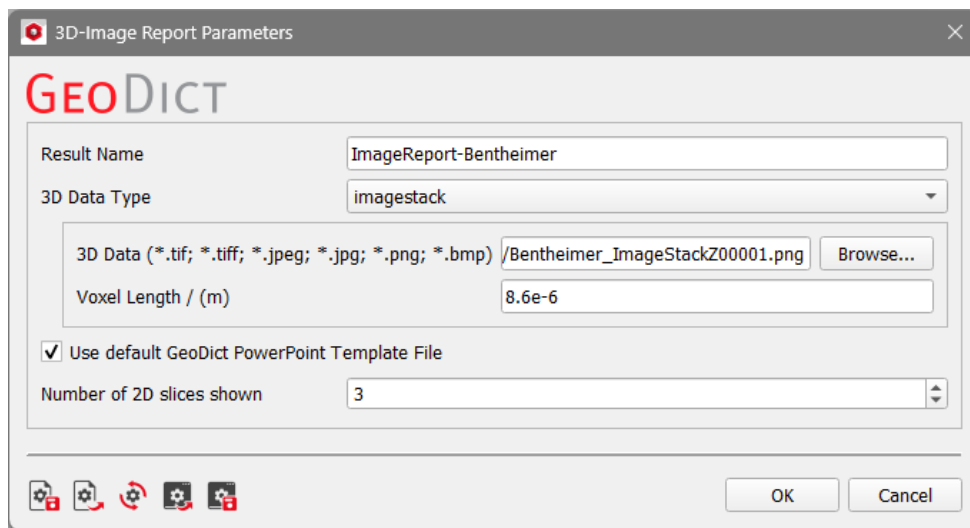 3D-Image Report Parameters
GEODICT
Result Name ImageReport-Bentheimer
3D Data Type imagestack
3D Data (*.tif; *.tiff; *.jpeg; *.jpg; *.png; *.bmp) /Bentheimer_ImageStackZ00001.png Browse...
Voxel Length / (m) 8.6e-6
Use default GeoDict PowerPoint Template File
Number of 2D slices shown 3
OK Cancel